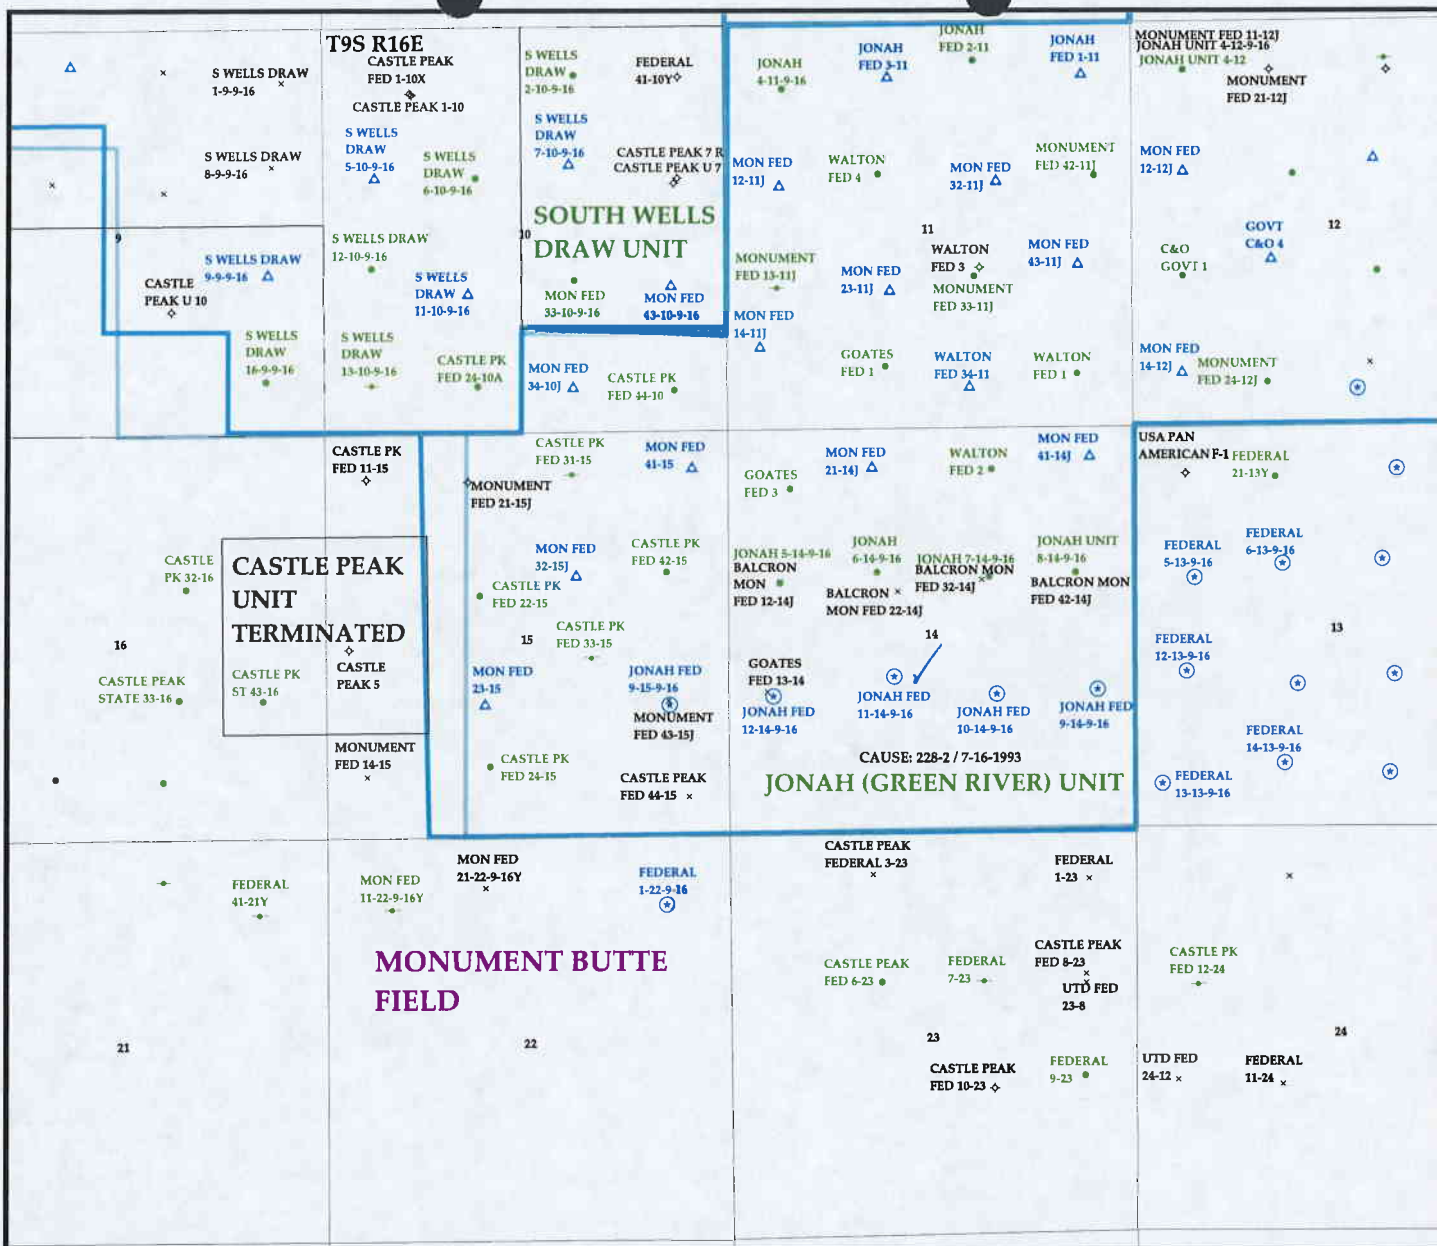 T9S R16E
S WELLS DRAW
1-9-9-16
CASTLE PEAK
FED 1-10X
CASTLE PEAK 1-10
S WELLS
DRAW
2-10-9-16
FEDERAL
41-10Y
S WELLS DRAW
8-9-9-16
S WELLS
DRAW
5-10-9-16
S WELLS
DRAW
6-10-9-16
S WELLS
DRAW
7-10-9-16
CASTLE PEAK 7 R
CASTLE PEAK U 7
SOUTH WELLS
DRAW UNIT
9
10
S WELLS DRAW
9-9-9-16
CASTLE
PEAK U 10
S WELLS DRAW
12-10-9-16
S WELLS
DRAW
11-10-9-16
MON FED
33-10-9-16
MON FED
43-10-9-16
S WELLS
DRAW
16-9-9-16
S WELLS
DRAW
13-10-9-16
CASTLE PK
FED 24-10A
MON FED
34-10J
CASTLE PK
FED 44-10
JONAH
4-11-9-16
JONAH
FED 3-11
JONAH
FED 2-11
JONAH
FED 1-11
MON FED
12-11J
WALTON
FED 4
MON FED
32-11J
MONUMENT
FED 42-11J
11
MONUMENT
FED 13-11J
MON FED
23-11J
WALTON
FED 3
MONUMENT
FED 33-11J
MON FED
43-11J
MON FED
14-11J
GOATES
FED 1
WALTON
FED 34-11
WALTON
FED 1
MONUMENT FED 11-12J
JONAH UNIT 4-12-9-16
JONAH UNIT 4-12
MONUMENT
FED 21-12J
MON FED
12-12J
12
C&O
GOVT 1
GOVT
C&O 4
MON FED
14-12J
MONUMENT
FED 24-12J
CASTLE PK
FED 11-15
MONUMENT
FED 21-15J
CASTLE PK
FED 31-15
MON FED
41-15
CASTLE
PK 32-16
CASTLE PEAK
UNIT
TERMINATED
16
CASTLE PEAK
STATE 33-16
CASTLE PK
ST 43-16
CASTLE
PEAK 5
MONUMENT
FED 14-15
MON FED
32-15J
CASTLE PK
FED 42-15
CASTLE PK
FED 22-15
15
CASTLE PK
FED 33-15
MON FED
23-15
JONAH FED
9-15-9-16
MONUMENT
FED 43-15J
CASTLE PK
FED 24-15
CASTLE PEAK
FED 44-15
GOATES
FED 3
MON FED
21-14J
WALTON
FED 2
MON FED
41-14J
JONAH 5-14-9-16
BALCRON
MON
FED 12-14J
JONAH
6-14-9-16
BALCRON
MON FED 22-14J
JONAH 7-14-9-16
BALCRON MON
FED 32-14J
JONAH UNIT
8-14-9-16
BALCRON MON
FED 42-14J
14
GOATES
FED 13-14
JONAH FED
12-14-9-16
JONAH FED
11-14-9-16
JONAH FED
10-14-9-16
JONAH FED
9-14-9-16
CAUSE: 228-2 / 7-16-1993
JONAH (GREEN RIVER) UNIT
USA PAN
AMERICAN F-1
FEDERAL
21-13Y
FEDERAL
5-13-9-16
FEDERAL
6-13-9-16
13
FEDERAL
12-13-9-16
FEDERAL
14-13-9-16
FEDERAL
13-13-9-16
FEDERAL
41-21Y
MON FED
11-22-9-16Y
MON FED
21-22-9-16Y
FEDERAL
1-22-9-16
MONUMENT BUTTE
FIELD
21
22
CASTLE PEAK
FEDERAL 3-23
FEDERAL
1-23
CASTLE PEAK
FED 6-23
FEDERAL
7-23
CASTLE PEAK
FED 8-23
UTD FED
23-8
23
CASTLE PEAK
FED 10-23
FEDERAL
9-23
CASTLE PK
FED 12-24
24
UTD FED
24-12
FEDERAL
11-24